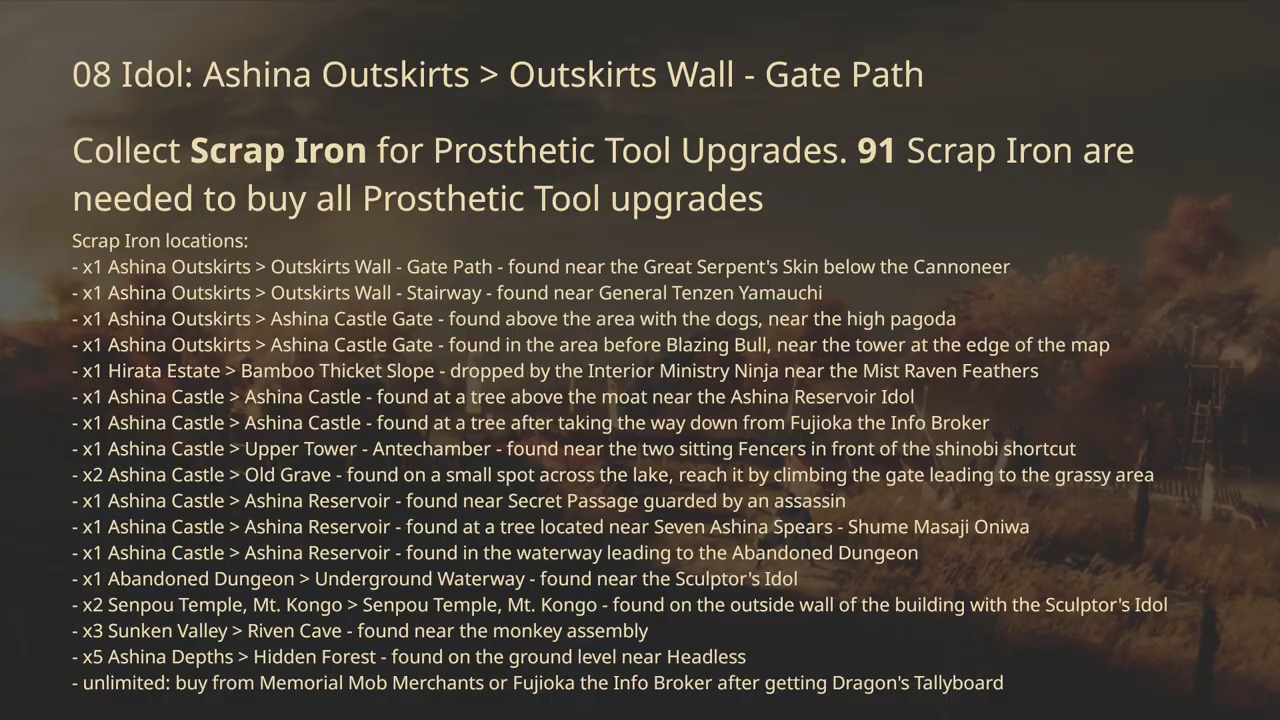 08 Idol: Ashina Outskirts > Outskirts Wall - Gate Path
Collect Scrap Iron for Prosthetic Tool Upgrades. 91 Scrap Iron are
needed to buy all Prosthetic Tool upgrades
Scrap Iron locations:
- x1 Ashina Outskirts > Outskirts Wall - Gate Path - found near the Great Serpent's Skin below the Cannoneer
- x1 Ashina Outskirts > Outskirts Wall - Stairway - found near General Tenzen Yamauchi
- x1 Ashina Outskirts > Ashina Castle Gate - found above the area with the dogs, near the high pagoda
- x1 Ashina Outskirts > Ashina Castle Gate - found in the area before Blazing Bull, near the tower at the edge of the map
- x1 Hirata Estate > Bamboo Thicket Slope - dropped by the Interior Ministry Ninja near the Mist Raven Feathers
- x1 Ashina Castle > Ashina Castle - found at a tree above the moat near the Ashina Reservoir Idol
- x1 Ashina Castle > Ashina Castle - found at a tree after taking the way down from Fujioka the Info Broker
- x1 Ashina Castle > Upper Tower - Antechamber - found near the two sitting Fencers in front of the shinobi shortcut
- x2 Ashina Castle > Old Grave - found on a small spot across the lake, reach it by climbing the gate leading to the grassy area
- x1 Ashina Castle > Ashina Reservoir - found near Secret Passage guarded by an assassin
- x1 Ashina Castle > Ashina Reservoir - found at a tree located near Seven Ashina Spears - Shume Masaji Oniwa
- x1 Ashina Castle > Ashina Reservoir - found in the waterway leading to the Abandoned Dungeon
- x1 Abandoned Dungeon > Underground Waterway - found near the Sculptor's Idol
- x2 Senpou Temple, Mt. Kongo > Senpou Temple, Mt. Kongo - found on the outside wall of the building with the Sculptor's Idol
- x3 Sunken Valley > Riven Cave - found near the monkey assembly
- x5 Ashina Depths > Hidden Forest - found on the ground level near Headless
- unlimited: buy from Memorial Mob Merchants or Fujioka the Info Broker after getting Dragon's Tallyboard